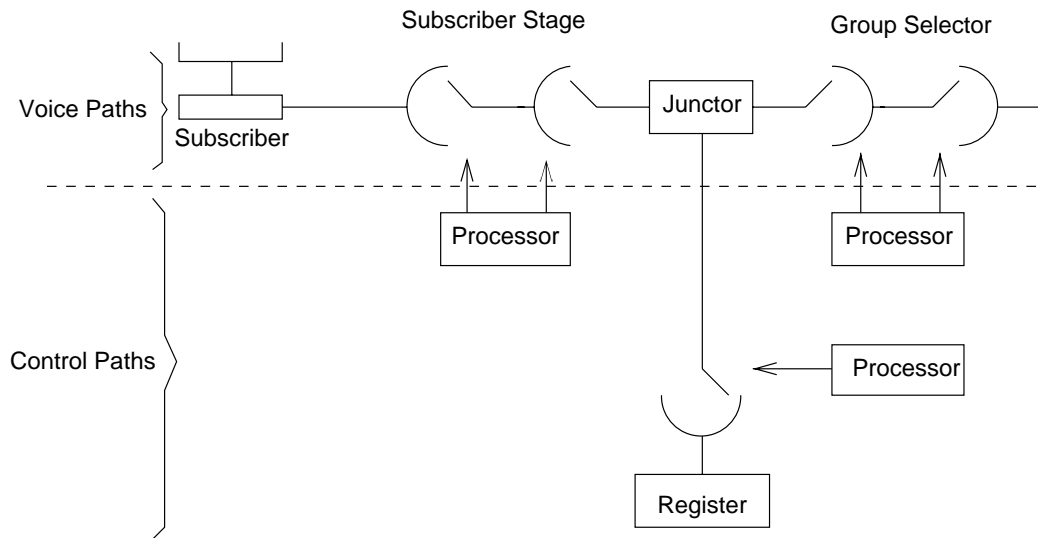 Subscriber Stage
Group Selector
Voice Paths
Junctor
Subscriber
Processor
Processor
Control Paths
Processor
Register